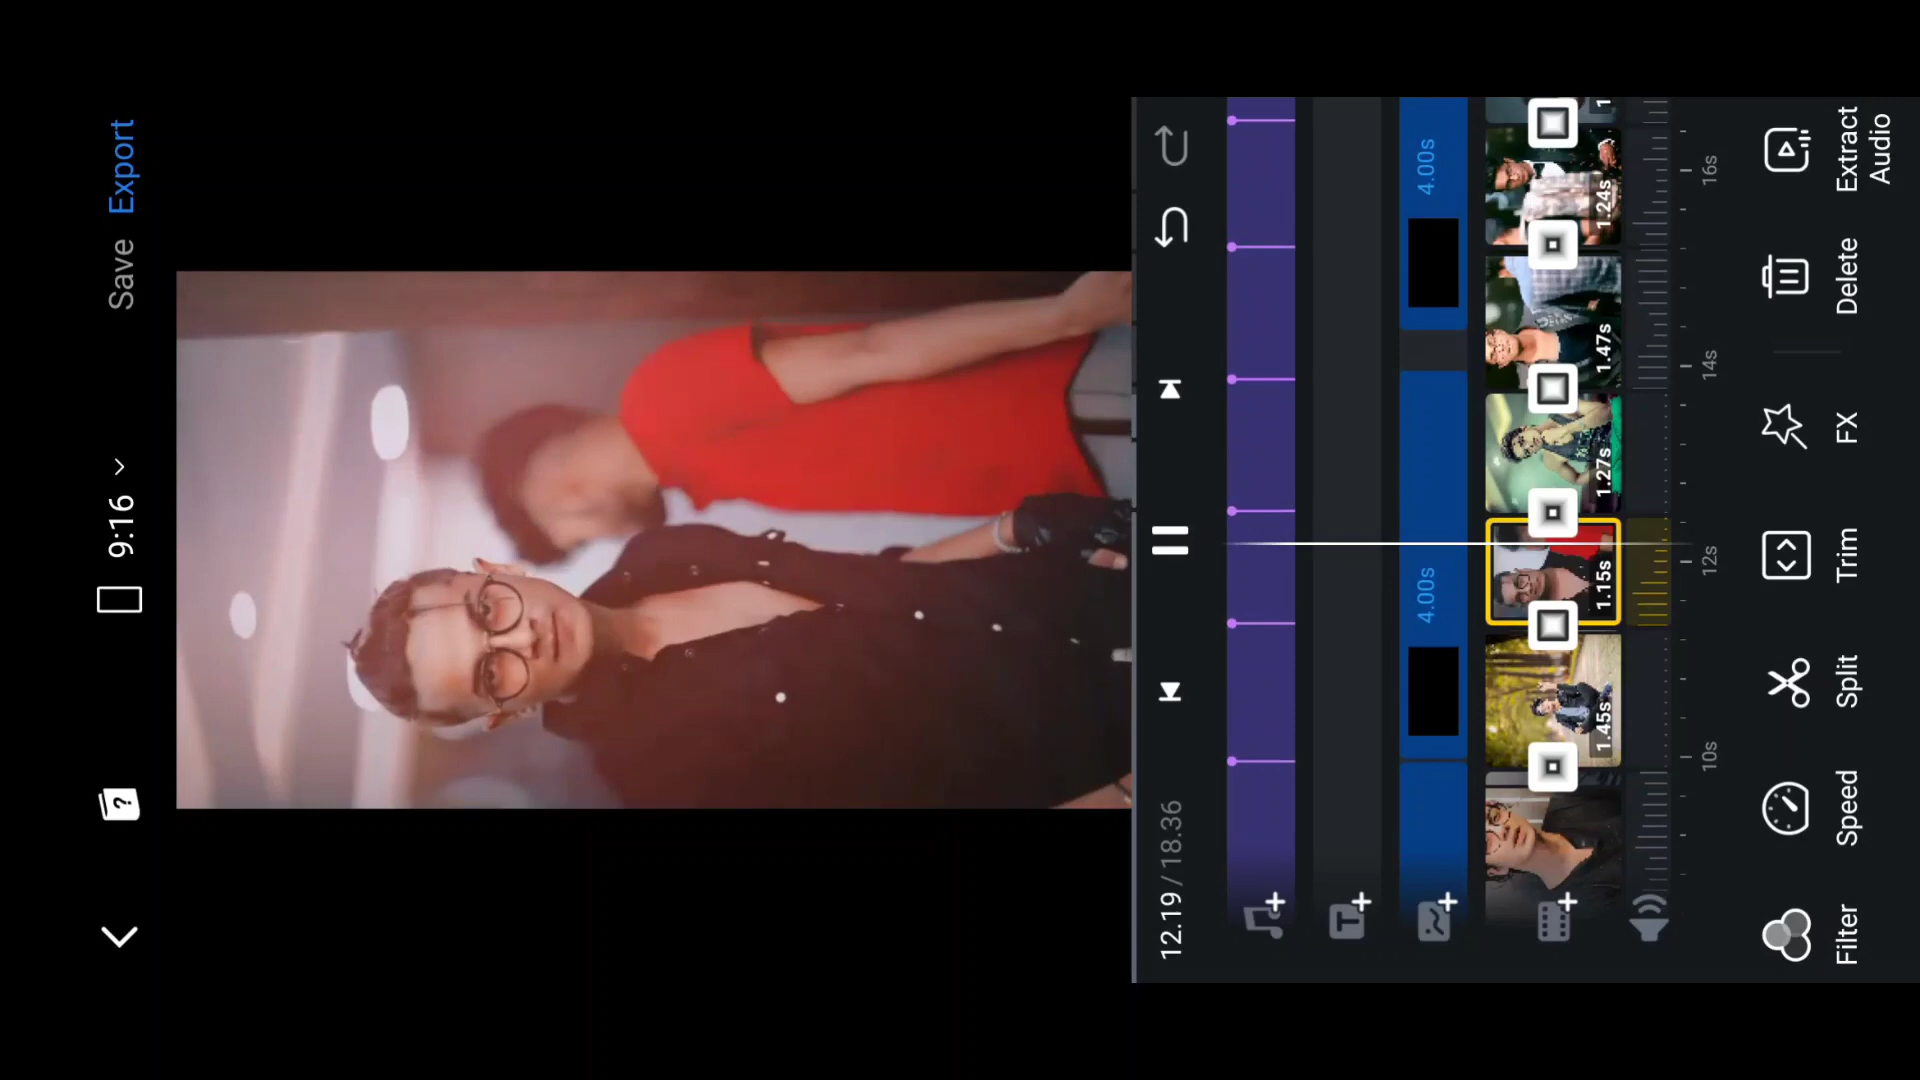 9:16
Save
Export
12.19 / 18.36
4.00s
4.00s
1.45s
1.15s
1.27s
1.47s
1.24s
10s
12s
14s
16s
Filter
Speed
Split
Trim
FX
Delete
Extract
Audio